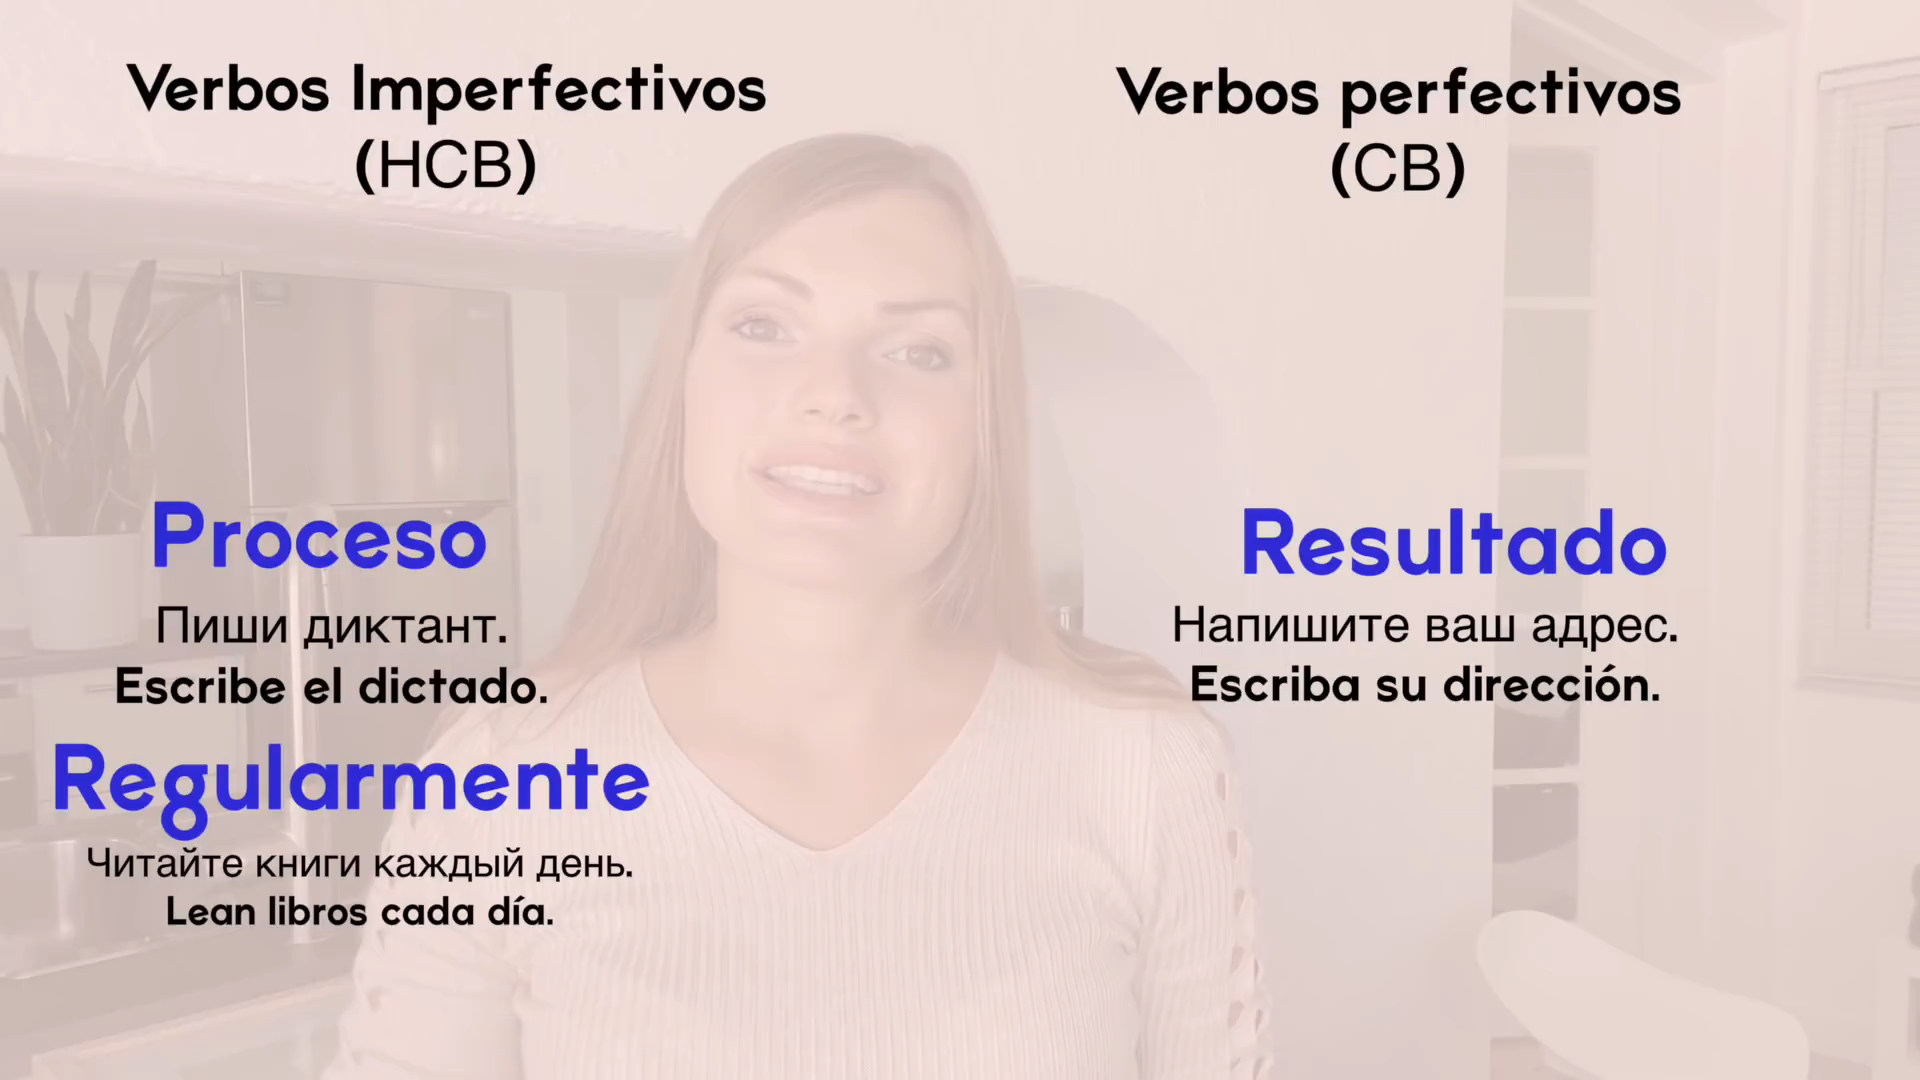 Verbos Imperfectivos
(НСВ)
Proceso
Пиши диктант.
Escribe el dictado.
Regularmente
Читайте книги каждый день.
Lean libros cada día.
Verbos perfectivos
(СВ)
Resultado
Напишите ваш адрес.
Escriba su dirección.